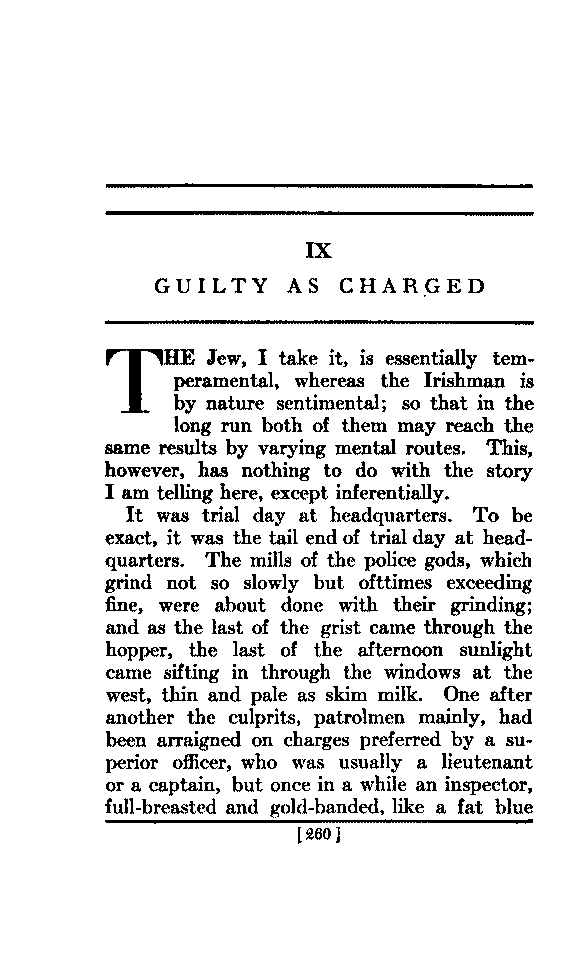 IX
GUILTY AS CHARGED
THE Jew, I take it, is essentially tem-
peramental, whereas the Irishman is
by nature sentimental; so that in the
long run both of them may reach the
same results by varying mental routes. This,
however, has nothing to do with the story
I am telling here, except inferentially.
It was trial day at headquarters. To be
exact, it was the tail end of trial day at head-
quarters. The mills of the police gods, which
grind not so slowly but ofttimes exceeding
fine, were about done with their grinding;
and as the last of the grist came through the
hopper, the last of the afternoon sunlight
came sifting in through the windows at the
west, thin and pale as skim milk. One after
another the culprits, patrolmen mainly, had
been arraigned on charges preferred by a su-
perior officer, who was usually a lieutenant
or a captain, but once in a while an inspector,
full-breasted and gold-banded, like a fat blue
[260]